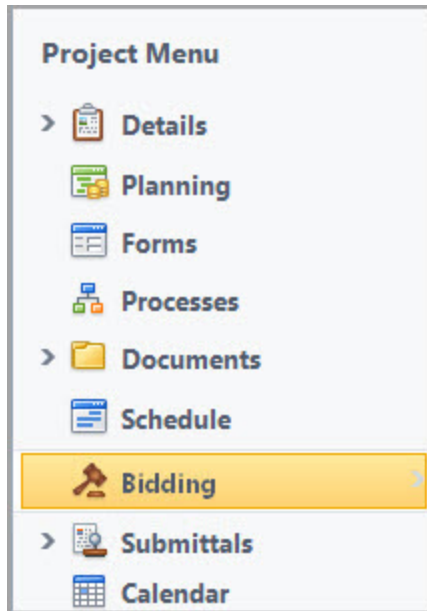 Project Menu
Details
Planning
Forms
Processes
Documents
Schedule
Bidding
Submittals
Calendar